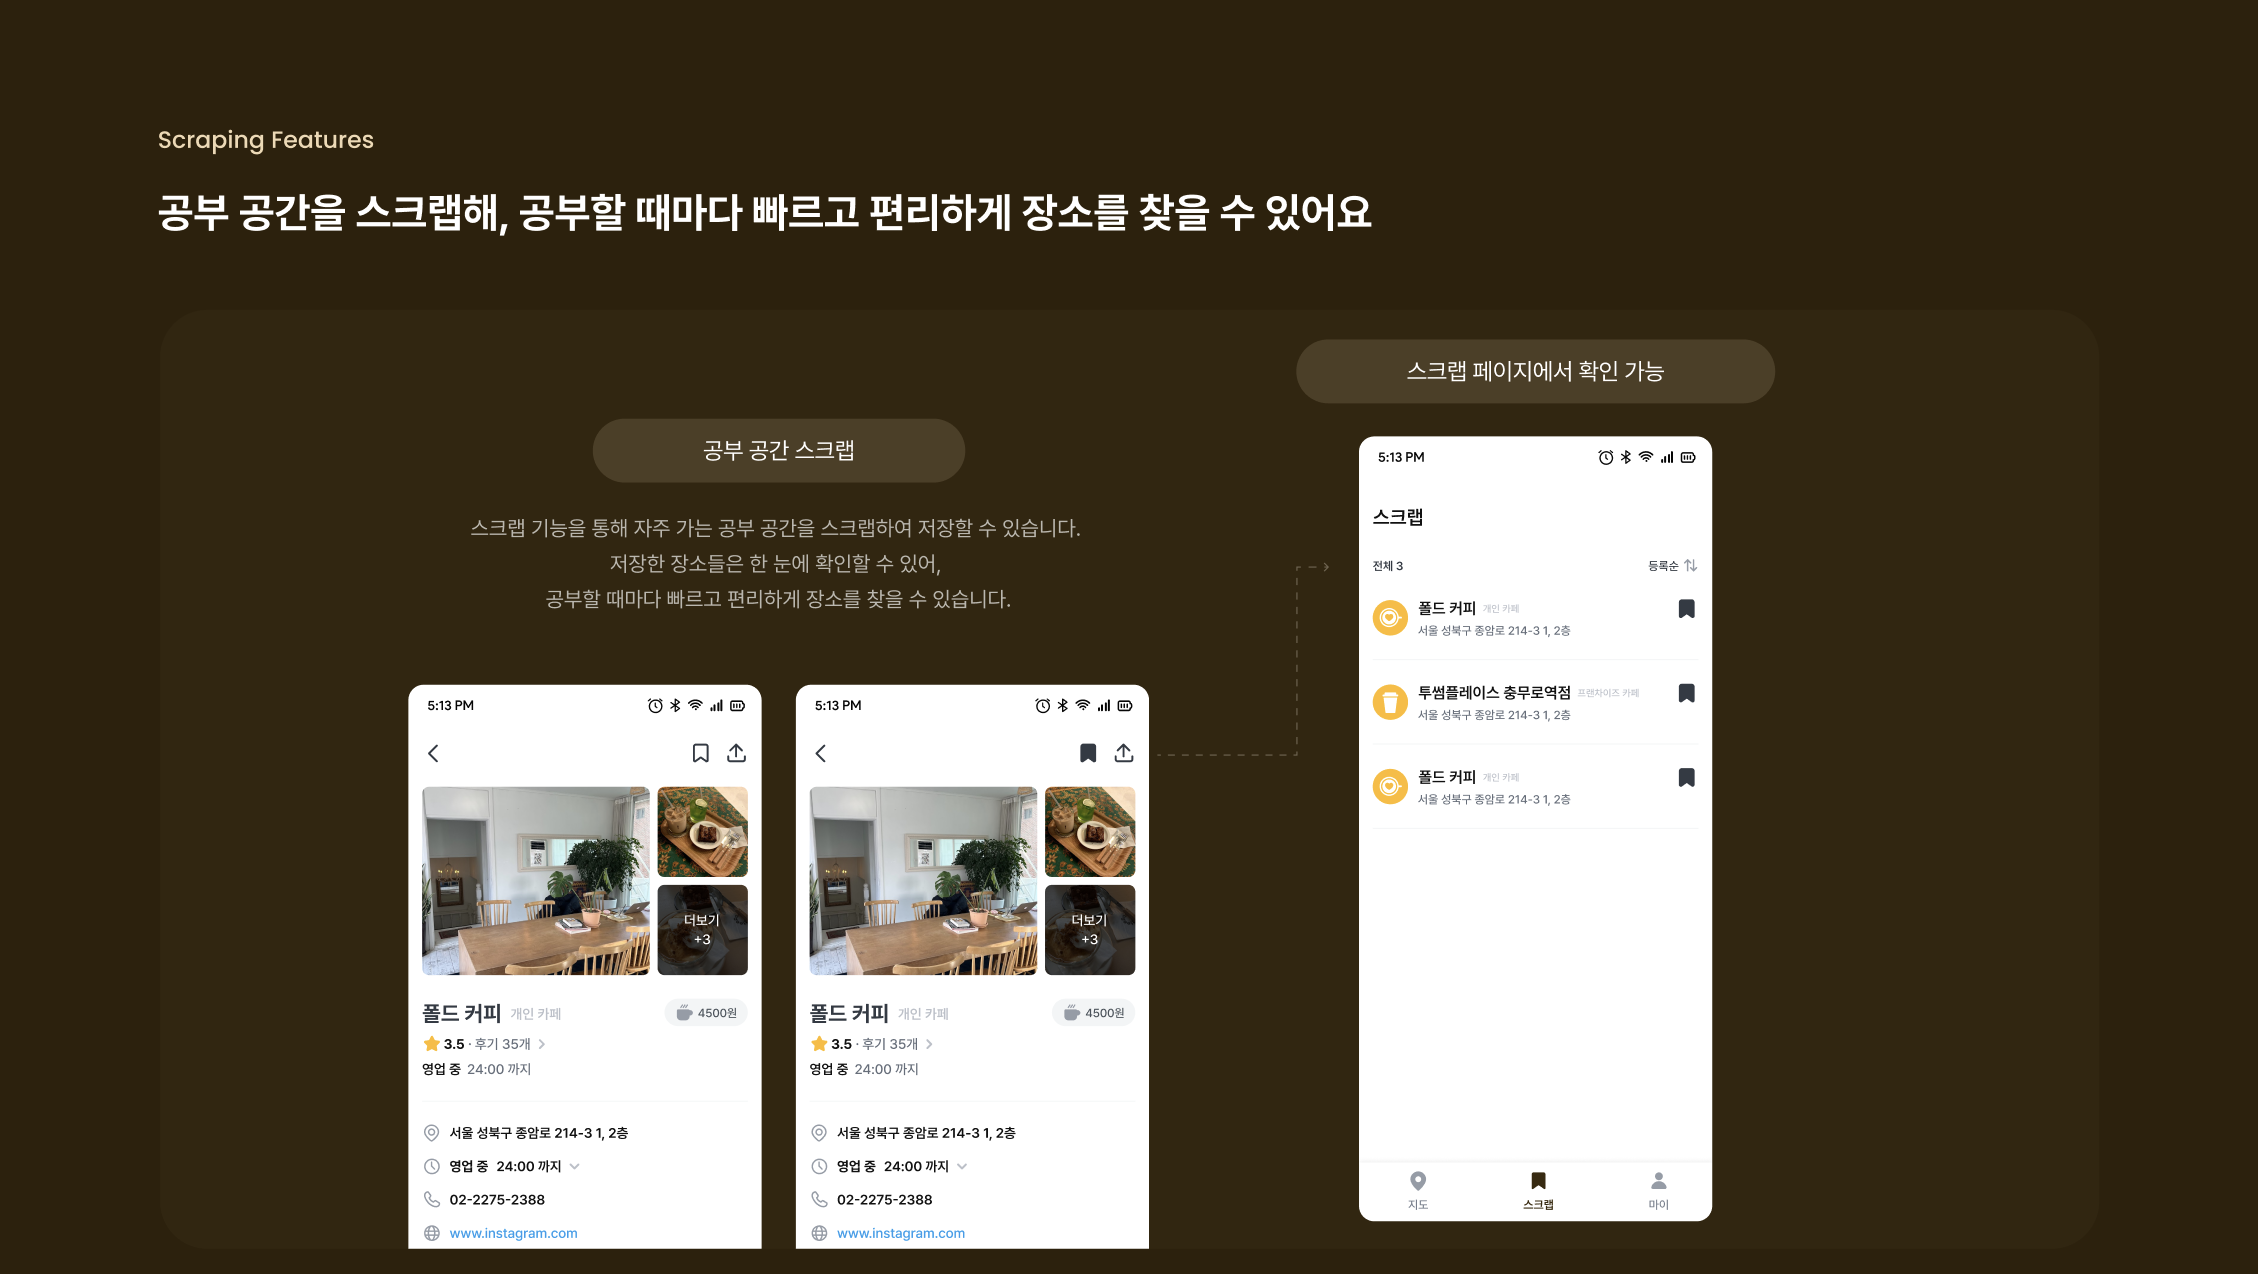 Scraping Features
공부 공간을 스크랩해, 공부할 때마다 빠르고 편리하게 장소를 찾을 수 있어요
공부 공간 스크랩
스크랩 기능을 통해 자주 가는 공부 공간을 스크랩하여 저장할 수 있습니다.
저장한 장소들은 한 눈에 확인할 수 있어,
공부할 때마다 빠르고 편리하게 장소를 찾을 수 있습니다.
5:13 PM
더보기
+3
폴드 커피 개인 카페
4500원
3.5 · 후기 35개
영업 중 24:00 까지
서울 성북구 종암로 214-3 1, 2층
영업 중 24:00 까지
02-2275-2388
www.instagram.com
5:13 PM
더보기
+3
폴드 커피 개인 카페
4500원
3.5 · 후기 35개
영업 중 24:00 까지
서울 성북구 종암로 214-3 1, 2층
영업 중 24:00 까지
02-2275-2388
www.instagram.com
스크랩 페이지에서 확인 가능
5:13 PM
스크랩
전체 3
등록순
폴드 커피 개인 카페
서울 성북구 종암로 214-3 1, 2층
투썸플레이스 충무로역점 프랜차이즈 카페
서울 성북구 종암로 214-3 1, 2층
폴드 커피 개인 카페
서울 성북구 종암로 214-3 1, 2층
지도
스크랩
마이